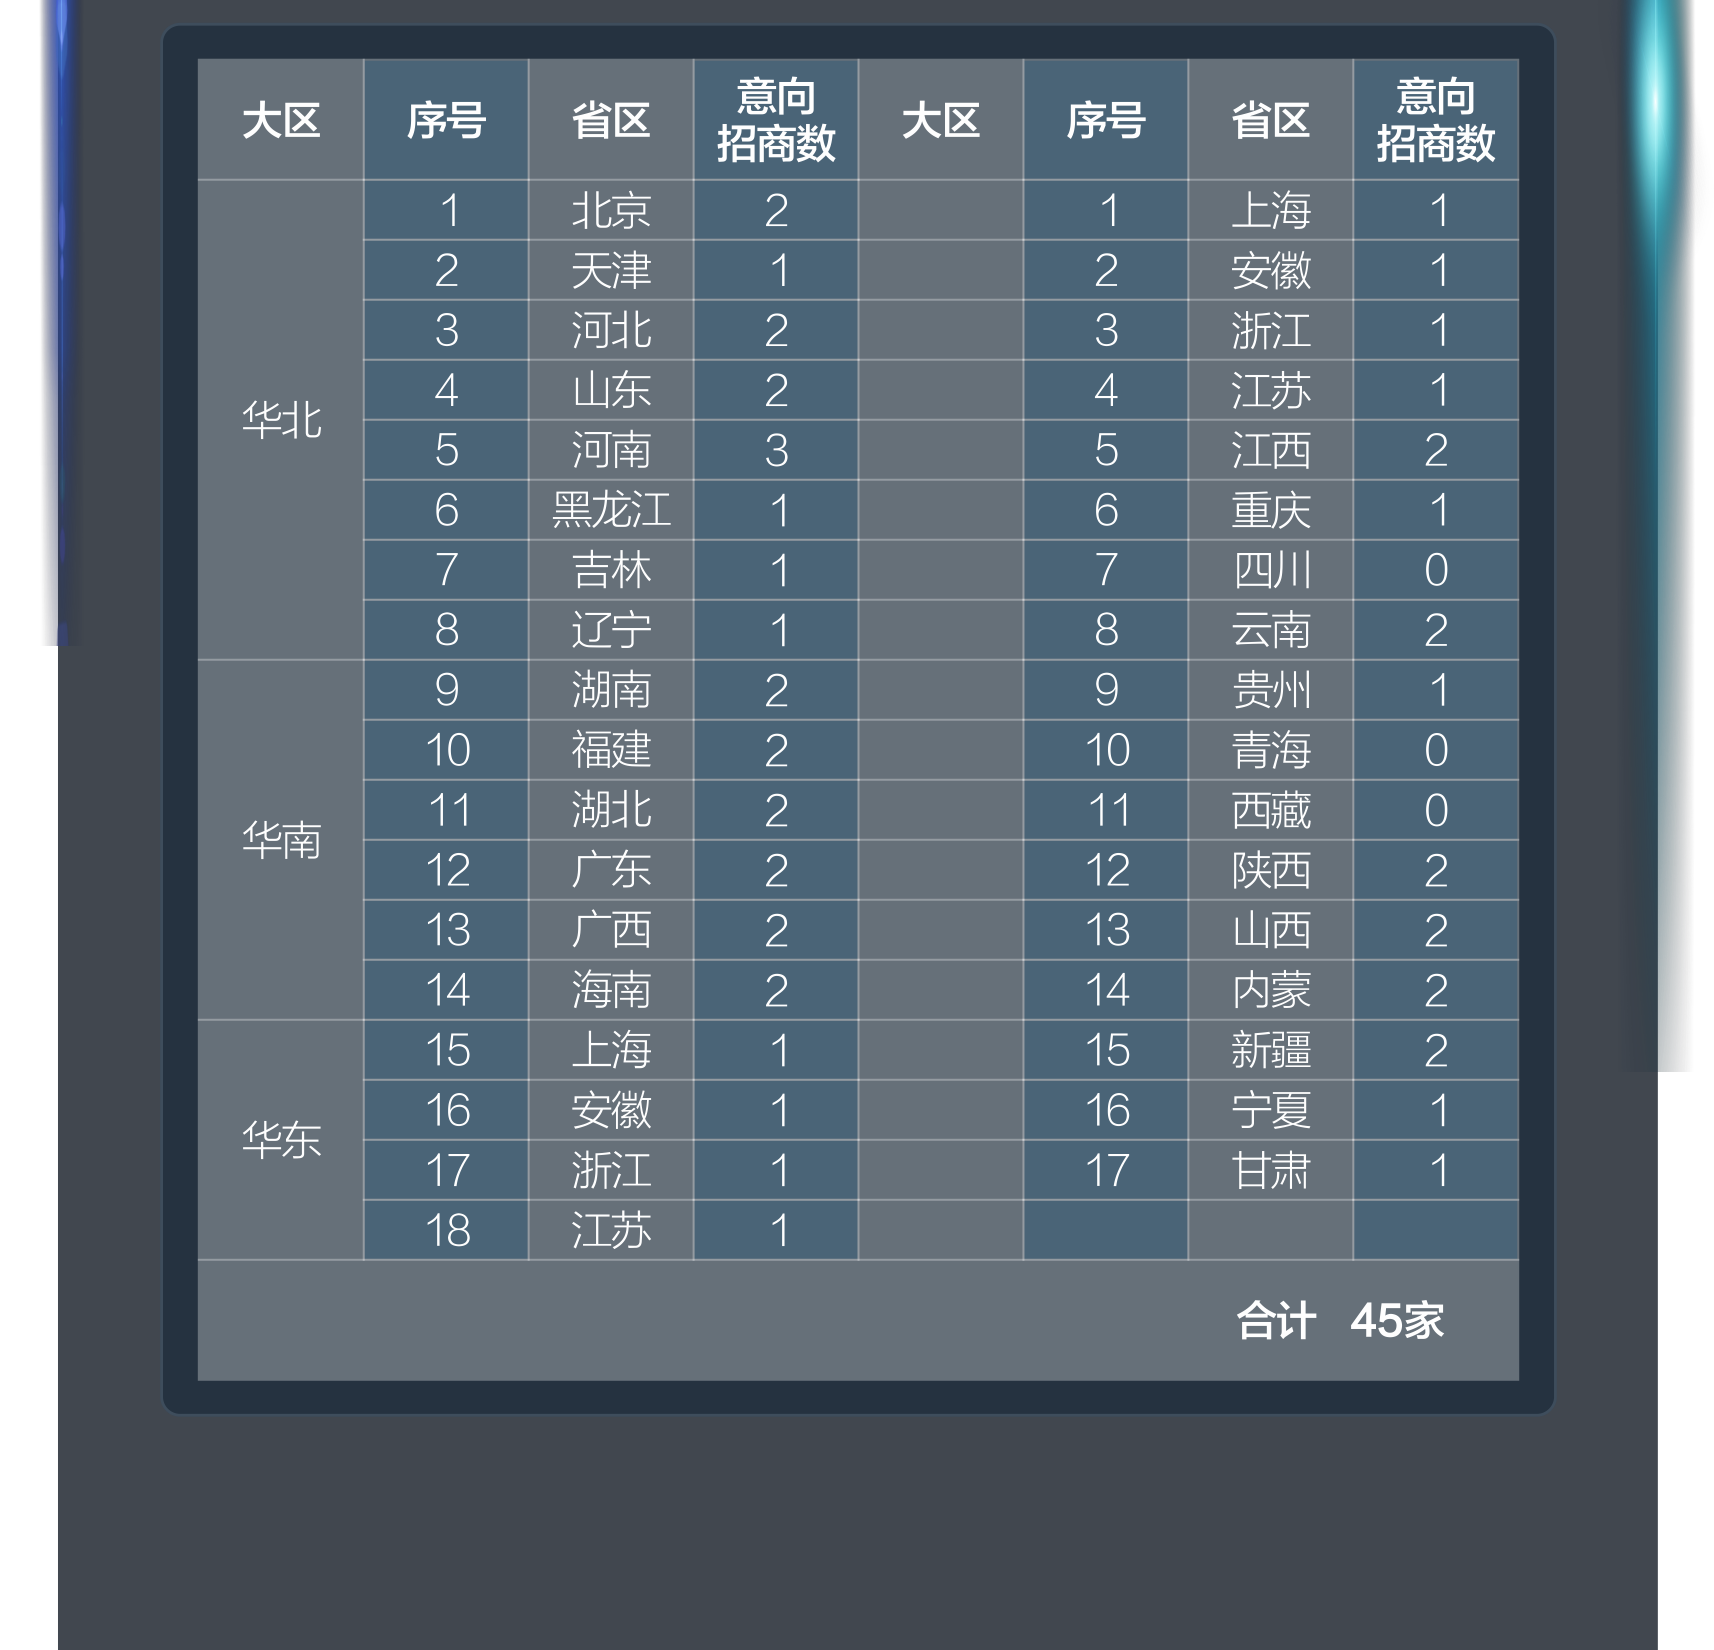 大区 序号 省区 意向招商数 大区 序号 省区 意向招商数
华北 1 北京 2 1 上海 1
2 天津 1 2 安徽 1
3 河北 2 3 浙江 1
4 山东 2 4 江苏 1
5 河南 3 5 江西 2
6 黑龙江 1 6 重庆 1
7 吉林 1 7 四川 0
8 辽宁 1 8 云南 2
华南 9 湖南 2 9 贵州 1
10 福建 2 10 青海 0
11 湖北 2 11 西藏 0
12 广东 2 12 陕西 2
13 广西 2 13 山西 2
14 海南 2 14 内蒙 2
华东 15 上海 1 15 新疆 2
16 安徽 1 16 宁夏 1
17 浙江 1 17 甘肃 1
18 江苏 1
合计 45家